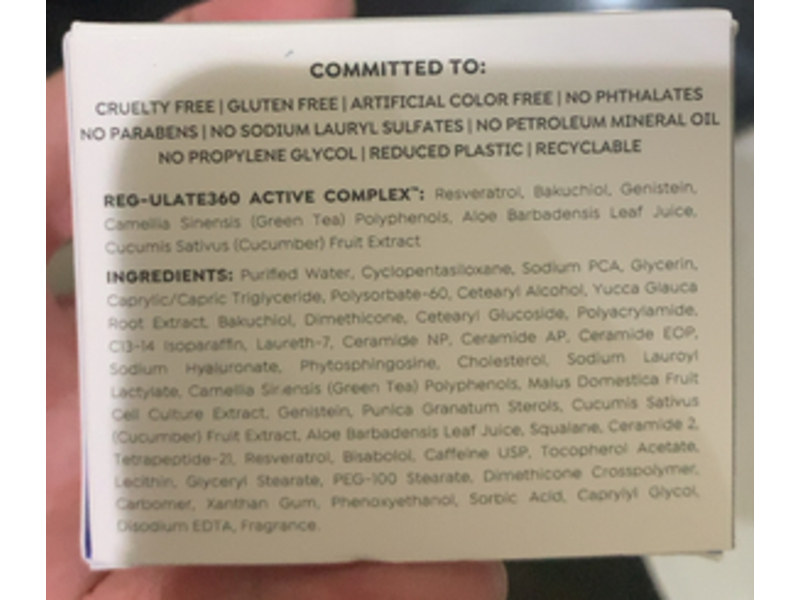 COMMITTED TO:
CRUELTY FREE | GLUTEN FREE | ARTIFICIAL COLOR FREE | NO PHTHALATES
NO PARABENS | NO SODIUM LAURYL SULFATES | NO PETROLEUM MINERAL OIL
NO PROPYLENE GLYCOL | REDUCED PLASTIC | RECYCLABLE
REG-ULATE360 ACTIVE COMPLEX™: Resveratrol, Bakuchiol, Genistein,
Camellia Sinensis (Green Tea) Polyphenols, Aloe Barbadensis Leaf Juice,
Cucumis Sativus (Cucumber) Fruit Extract
INGREDIENTS: Purified Water, Cyclopentasiloxane, Sodium PCA, Glycerin,
Caprylic/Capric Triglyceride, Polysorbate-60, Cetearyl Alcohol, Yucca Glauca
Root Extract, Bakuchiol, Dimethicone, Cetearyl Glucoside, Polyacrylamide,
C13-14 Isoparaffin, Laureth-7, Ceramide NP, Ceramide AP, Ceramide EOP,
Sodium Hyaluronate, Phytosphingosine, Cholesterol, Sodium Lauroyl
Lactylate, Camellia Sinensis (Green Tea) Polyphenols, Malus Domestica Fruit
Cell Culture Extract, Genistein, Punica Granatum Sterols, Cucumis Sativus
(Cucumber) Fruit Extract, Aloe Barbadensis Leaf Juice, Squalane, Ceramide 2,
Tetrapeptide-21, Resveratrol, Bisabolol, Caffeine USP, Tocopherol Acetate,
Lecithin, Glyceryl Stearate, PEG-100 Stearate, Dimethicone Crosspolymer,
Carbomer, Xanthan Gum, Phenoxyethanol, Sorbic Acid, Caprylyl Glycol,
Disodium EDTA, Fragrance.